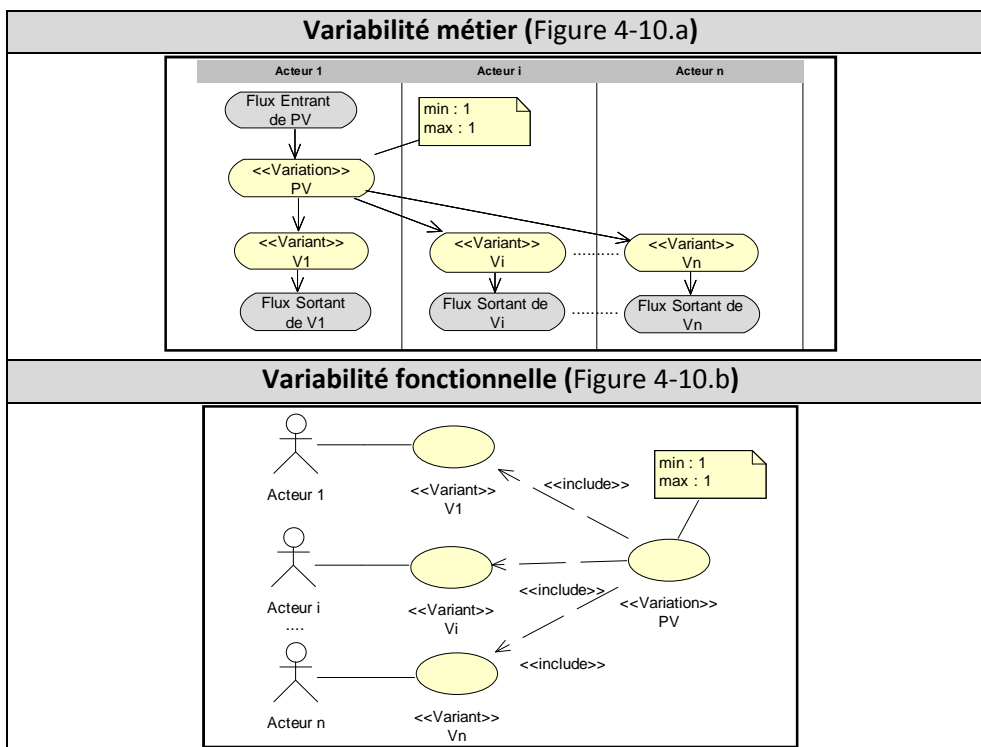 Variabilité métier (Figure 4-10.a)
Acteur 1 Acteur i Acteur n
Flux Entrant
de PV
min : 1
max : 1
<<Variation>>
PV
<<Variant>>
V1
<<Variant>>
Vi
..........
<<Variant>>
Vn
Flux Sortant
de V1
Flux Sortant de
Vi
..........
Flux Sortant de
Vn
Variabilité fonctionnelle (Figure 4-10.b)
Acteur 1
<<Variant>>
V1
<<include>>
min : 1
max : 1
Acteur i
....
<<Variant>>
Vi
<<include>>
<<Variation>>
PV
Acteur n
<<Variant>>
Vn
<<include>>